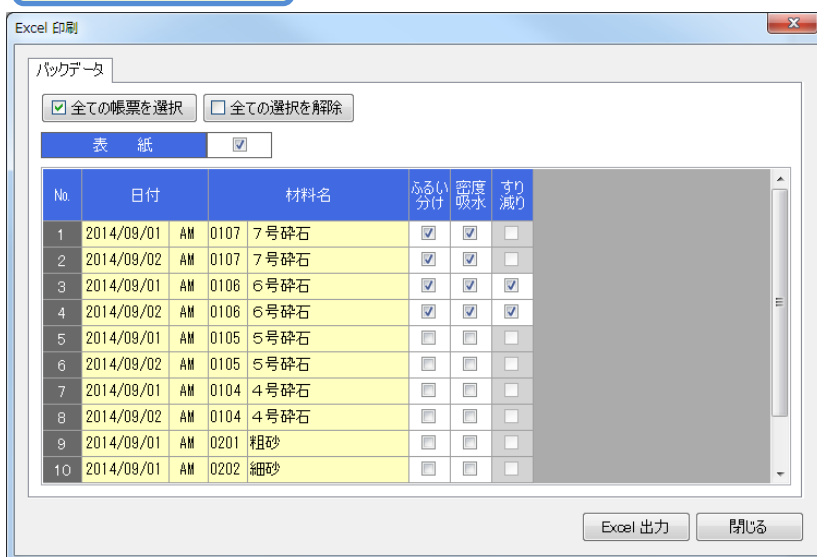 Excel 印刷
バックデータ
全ての帳票を選択 全ての選択を解除
表 紙
No. 日付 材料名 ふるい分け 密度吸水 すり減り
1 2014/09/01 AM 0107 7号砕石
2 2014/09/02 AM 0107 7号砕石
3 2014/09/01 AM 0106 6号砕石
4 2014/09/02 AM 0106 6号砕石
5 2014/09/01 AM 0105 5号砕石
6 2014/09/02 AM 0105 5号砕石
7 2014/09/01 AM 0104 4号砕石
8 2014/09/02 AM 0104 4号砕石
9 2014/09/01 AM 0201 粗砂
10 2014/09/01 AM 0202 細砂
Excel 出力 閉じる